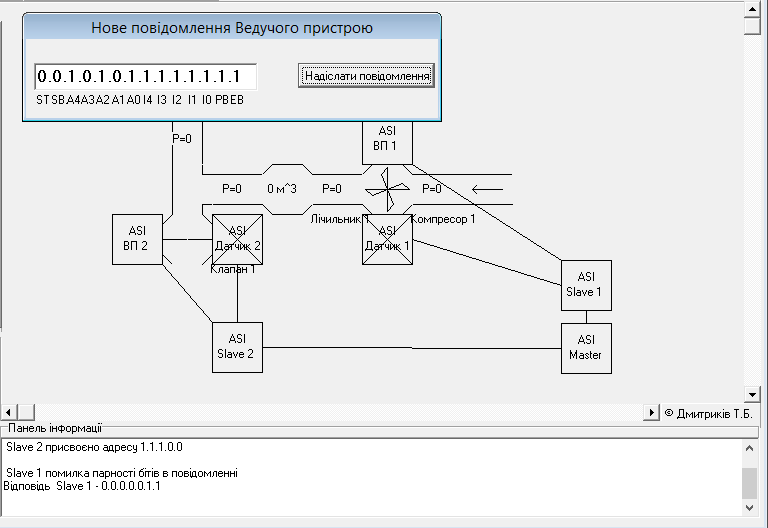 Нове повідомлення Ведучого пристрою
0.0.1.0.1.0.1.1.1.1.1.1.1.1
Надіслати повідомлення
ST SB A4 A3 A2 A1 A0 I4 I3 I2 I1 I0 PB EB
P=0
ASI
ВП 1
P=0
0 м^3
P=0
P=0
Лічильник 1
Компресор 1
ASI
ВП 2
ASI
Датчик 2
ASI
Датчик 1
Клапан 1
ASI
Slave 1
ASI
Slave 2
ASI
Master
© Дмитриків Т.Б.
Панель інформації
Slave 2 присвоєно адресу 1.1.1.0.0
Slave 1 помилка парності бітів в повідомленні
Відповідь Slave 1 - 0.0.0.0.0.1.1